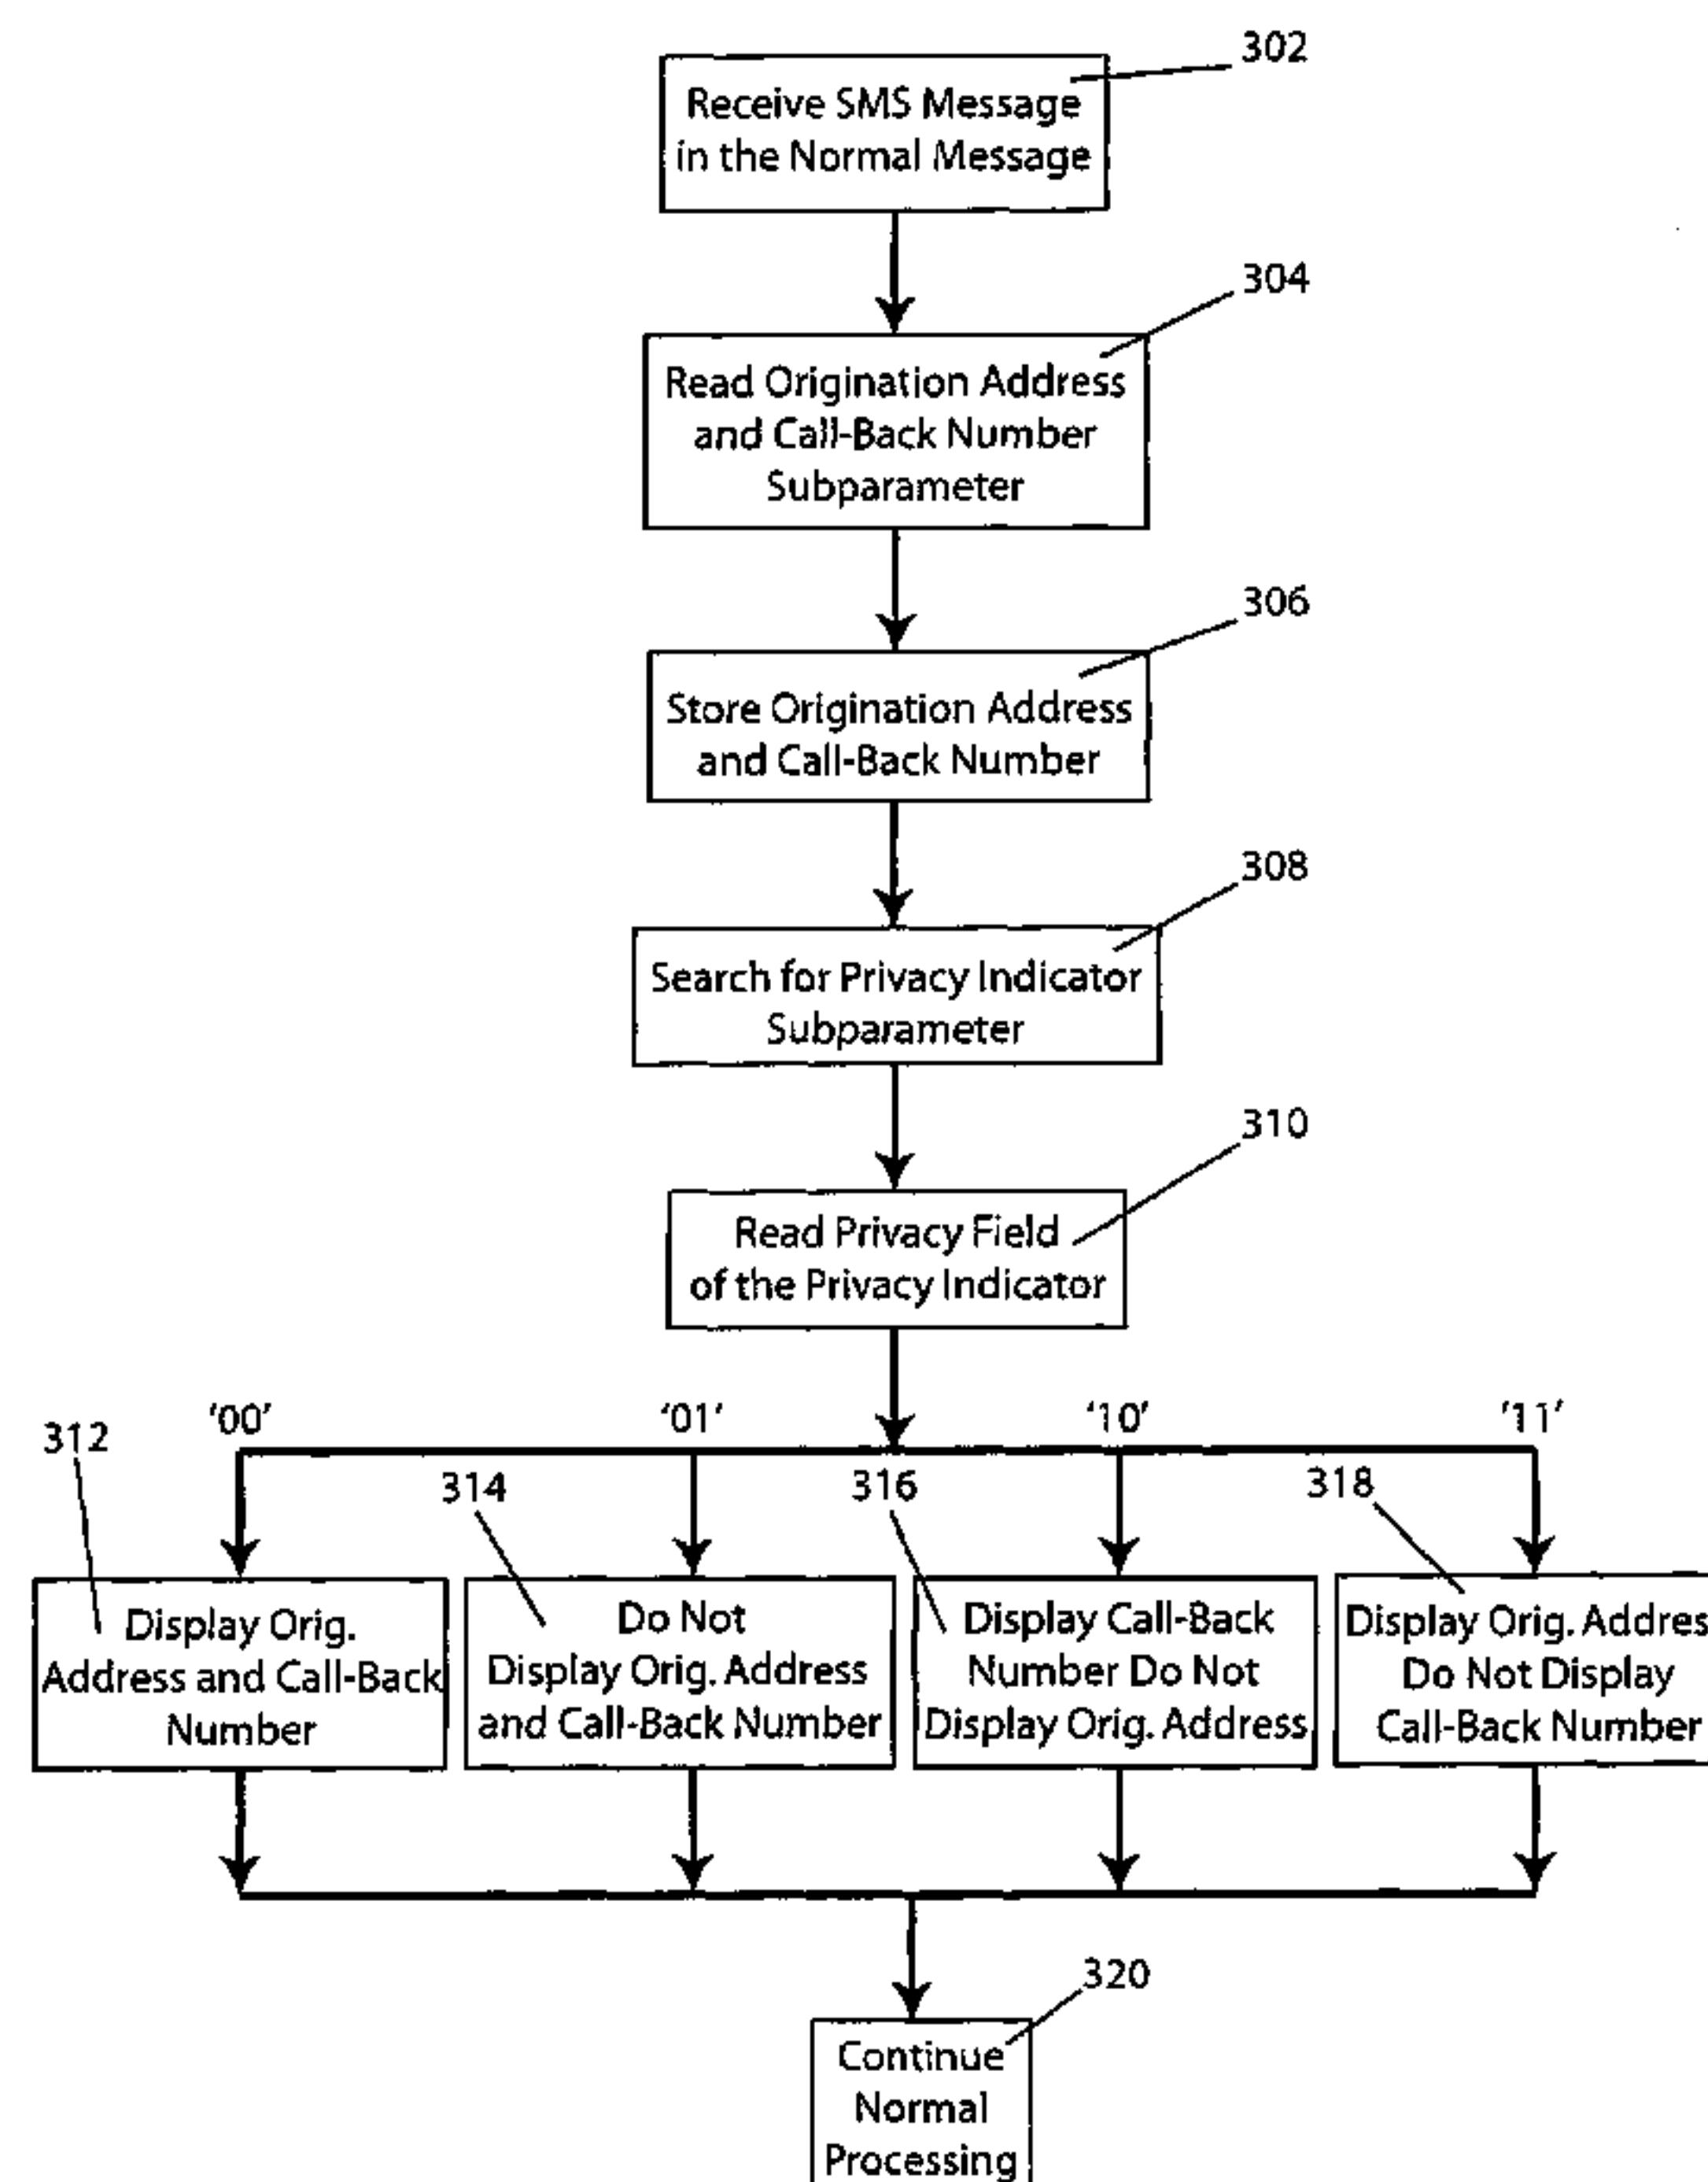 302
Receive SMS Message
in the Normal Message
304
Read Origination Address
and Call-Back Number
Subparameter
306
Store Origination Address
and Call-Back Number
308
Search for Privacy Indicator
Subparameter
310
Read Privacy Field
of the Privacy Indicator
'00'
'01'
'10'
'11'
312
314
316
318
Display Orig.
Address and Call-Back
Number
Do Not
Display Orig. Address
and Call-Back Number
Display Call-Back
Number Do Not
Display Orig. Address
Display Orig. Addres
Do Not Display
Call-Back Number
320
Continue
Normal
Processing